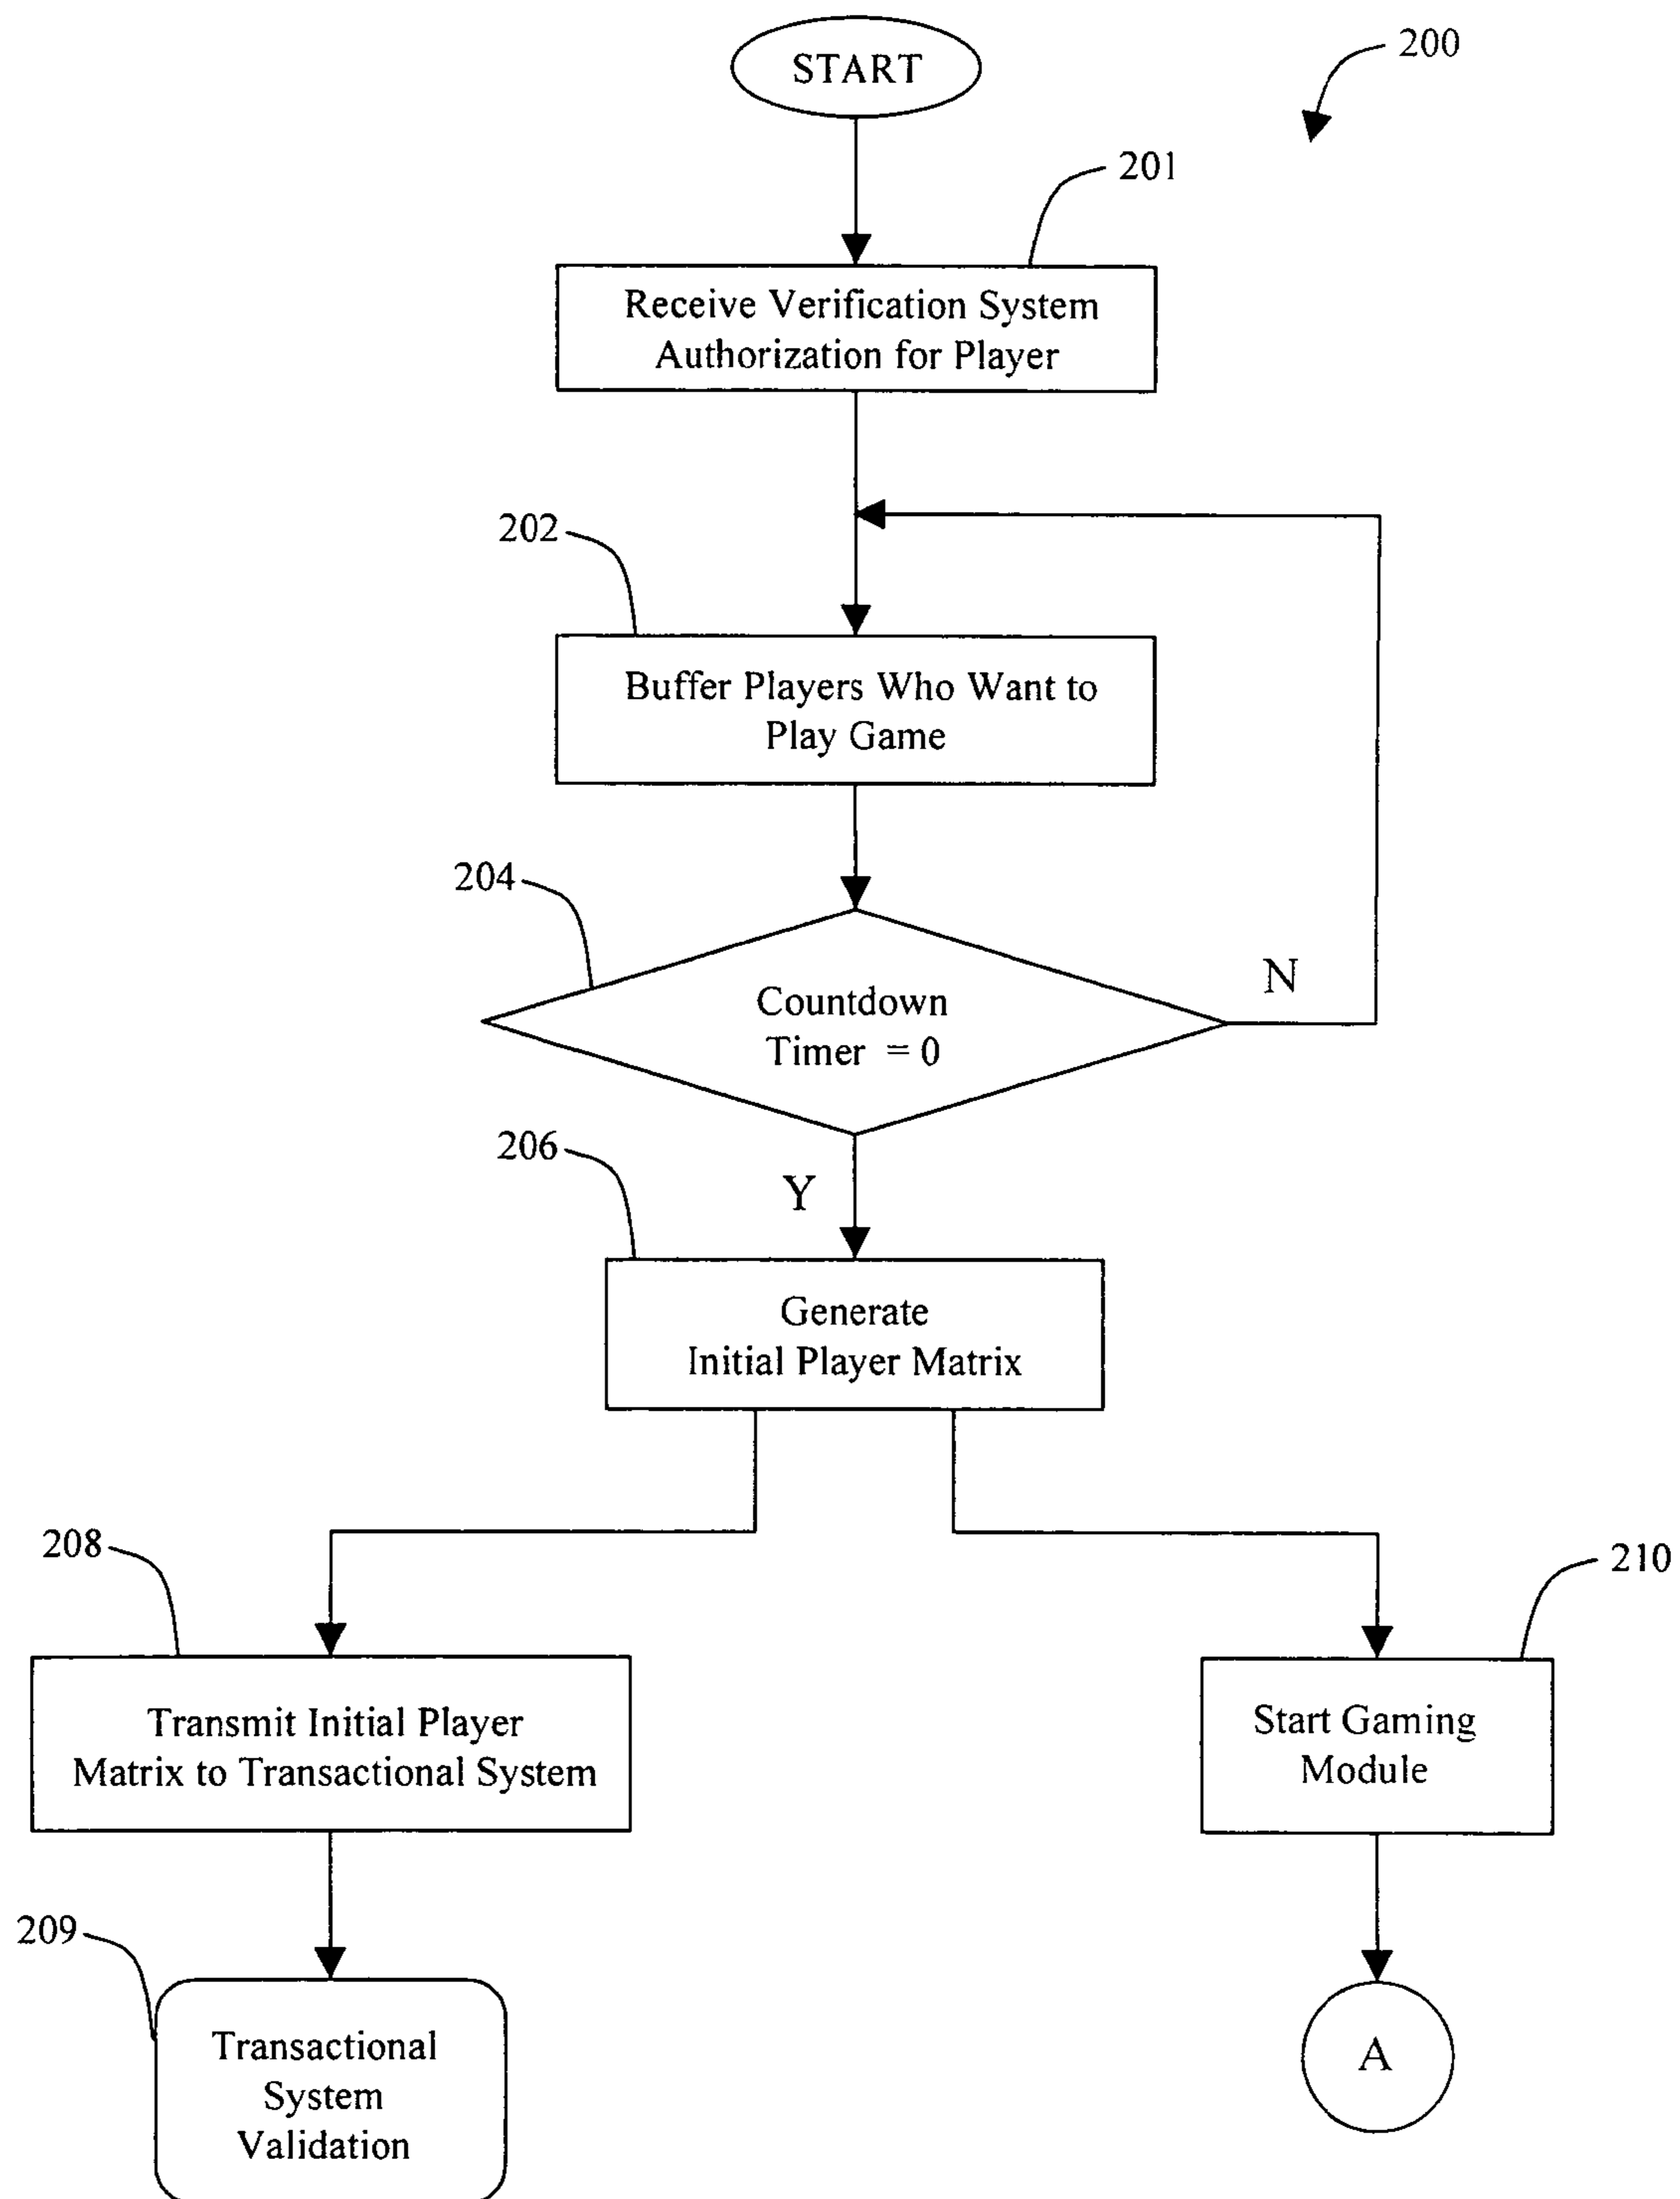 START
200
201
Receive Verification System
Authorization for Player
202
Buffer Players Who Want to
Play Game
204
N
Countdown
Timer = 0
206
Y
Generate
Initial Player Matrix
208
210
Transmit Initial Player
Matrix to Transactional System
Start Gaming
Module
209
Transactional
System
Validation
A